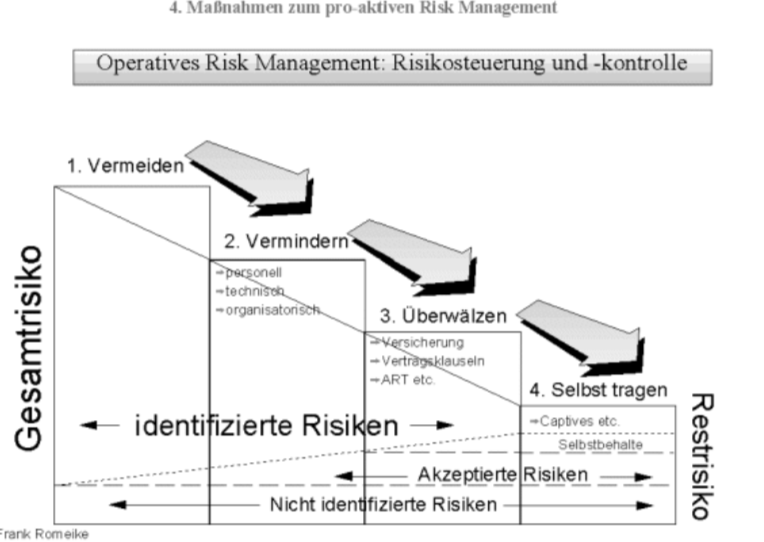 4. Maßnahmen zum pro-aktiven Risk Management
Operatives Risk Management: Risikosteuerung und -kontrolle
1. Vermeiden
2. Vermindern
personell
technisch
organisatorisch
3. Überwälzen
Versicherung
Vertragsklauseln
ART etc.
4. Selbst tragen
Captives etc.
Selbstbehalte
Gesamtrisiko
identifizierte Risiken
Akzeptierte Risiken
Nicht identifizierte Risiken
Restrisiko
Frank Romeike